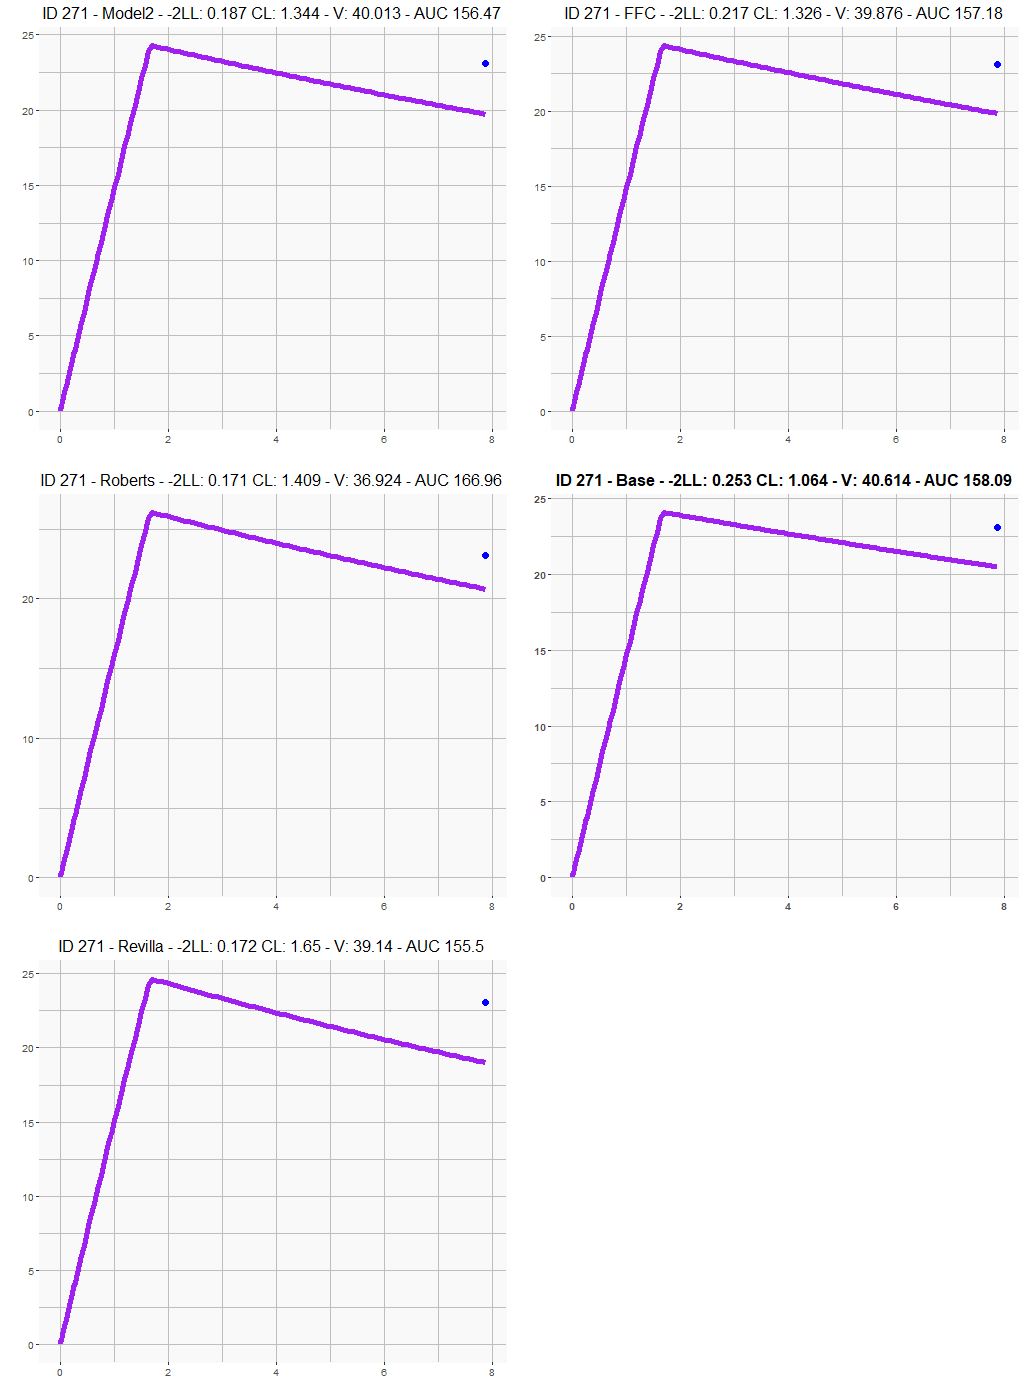 ID 271 - Model2 - -2LL: 0.187 CL: 1.344 - V: 40.013 - AUC 156.47
25
20
15
10
5
0
0 2 4 6 8
ID 271 - FFC - -2LL: 0.217 CL: 1.326 - V: 39.876 - AUC 157.18
25
20
15
10
5
0
0 2 4 6 8
ID 271 - Roberts - -2LL: 0.171 CL: 1.409 - V: 36.924 - AUC 166.96
20
10
0
0 2 4 6 8
ID 271 - Base - -2LL: 0.253 CL: 1.064 - V: 40.614 - AUC 158.09
25
20
15
10
5
0
0 2 4 6 8
ID 271 - Revilla - -2LL: 0.172 CL: 1.65 - V: 39.14 - AUC 155.5
25
20
15
10
5
0
0 2 4 6 8